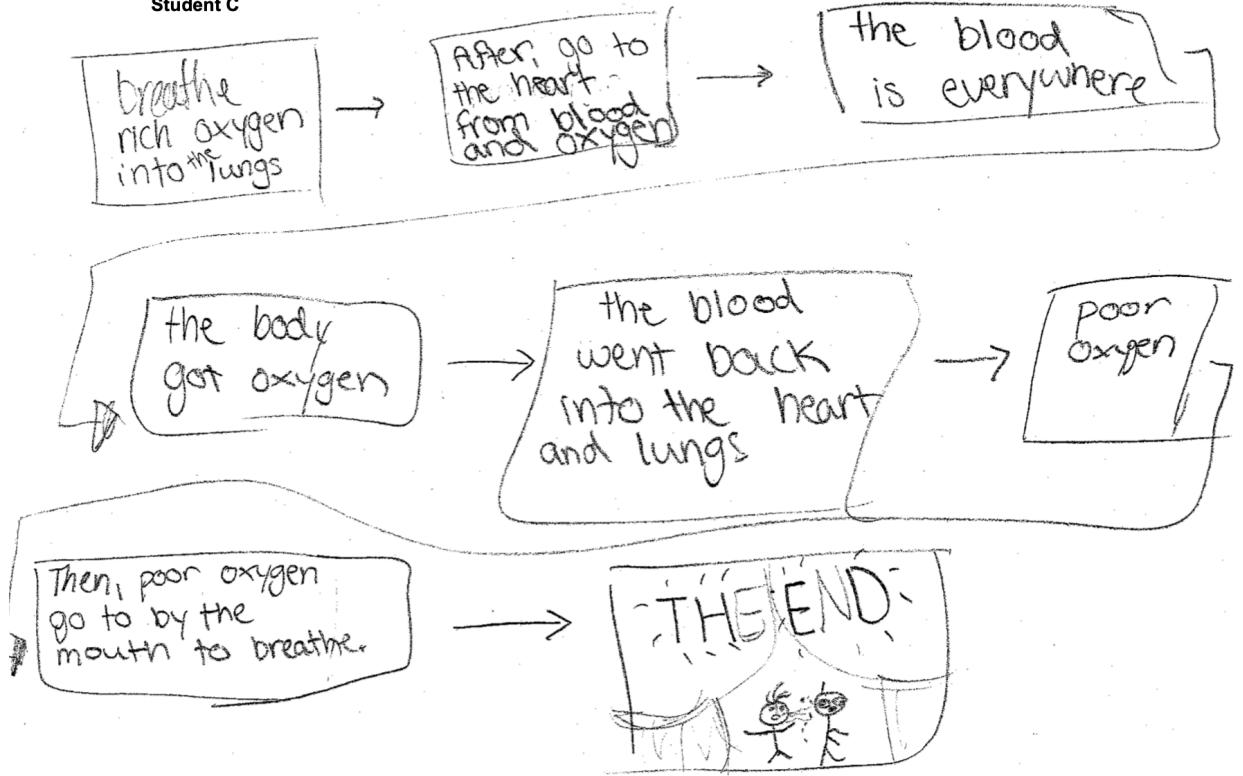 Student C
breathe
rich oxygen
into the lungs
After, go to
the heart
from blood
and oxygen
the blood
is everywhere
the body
got oxygen
the blood
went back
into the heart
and lungs
poor
oxygen
Then, poor oxygen
go to by the
mouth to breathe.
THE END